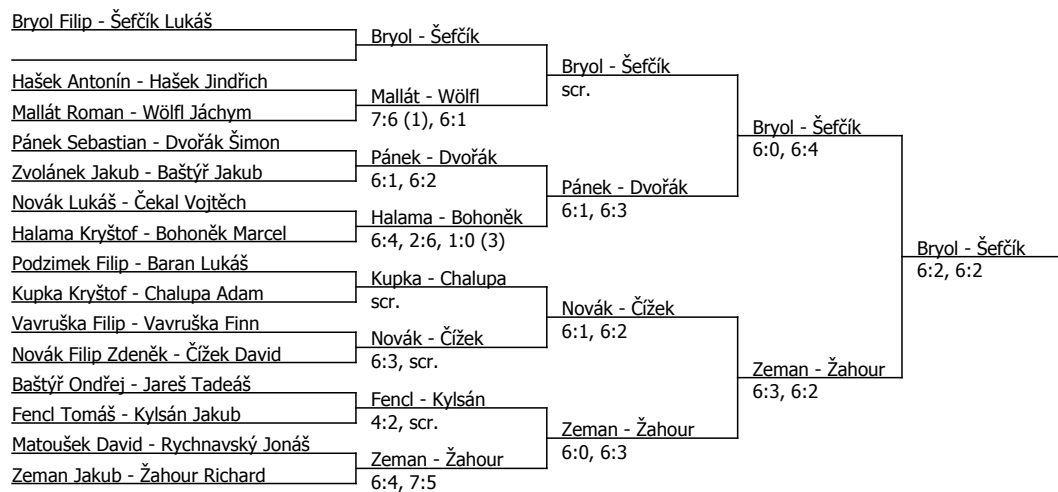 Bryol Filip - Šefčík Lukáš
Hašek Antonín - Hašek Jindřich
Mallát Roman - Wölfl Jáchym
Pánek Sebastian - Dvořák Šimon
Zvolánek Jakub - Baštýř Jakub
Novák Lukáš - Čekal Vojtěch
Halama Kryštof - Bohoněk Marcel
Podzimek Filip - Baran Lukáš
Kupka Kryštof - Chalupa Adam
Vavruška Filip - Vavruška Finn
Novák Filip Zdeněk - Čížek David
Baštýř Ondřej - Jareš Tadeáš
Fencl Tomáš - Kylsán Jakub
Matoušek David - Rychnavský Jonáš
Zeman Jakub - Žahour Richard
Bryol - Šefčík
Mallát - Wölfl
7:6 (1), 6:1
Pánek - Dvořák
6:1, 6:2
Halama - Bohoněk
6:4, 2:6, 1:0 (3)
Kupka - Chalupa
scr.
Novák - Čížek
6:3, scr.
Fencl - Kylsán
4:2, scr.
Zeman - Žahour
6:4, 7:5
Bryol - Šefčík
scr.
Pánek - Dvořák
6:1, 6:3
Novák - Čížek
6:1, 6:2
Zeman - Žahour
6:0, 6:3
Bryol - Šefčík
6:0, 6:4
Zeman - Žahour
6:3, 6:2
Bryol - Šefčík
6:2, 6:2